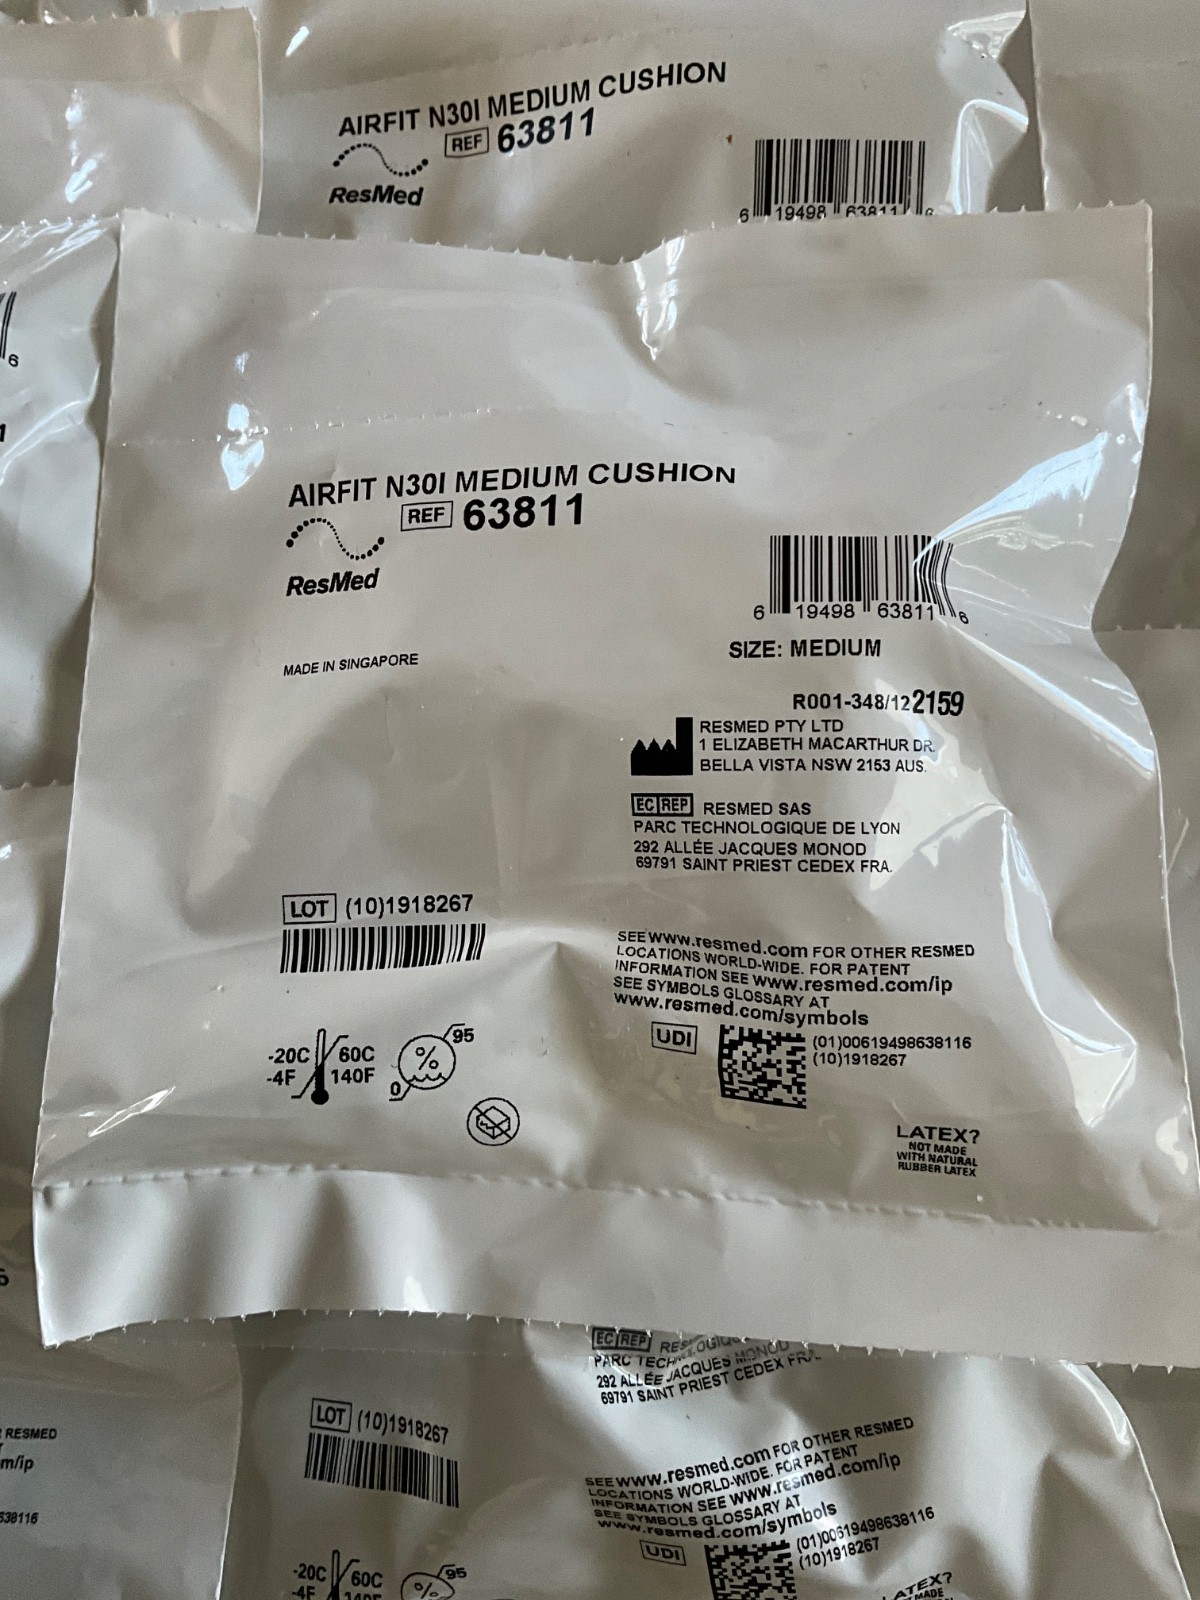 AIRFIT N30I MEDIUM CUSHION
REF 63811
ResMed
6 19498 63811 6
6
1
AIRFIT N30I MEDIUM CUSHION
REF 63811
ResMed
6 19498 63811 6
SIZE: MEDIUM
MADE IN SINGAPORE
R001-348/12 2159
RESMED PTY LTD
1 ELIZABETH MACARTHUR DR.
BELLA VISTA NSW 2153 AUS.
EC REP RESMED SAS
PARC TECHNOLOGIQUE DE LYON
292 ALLÉE JACQUES MONOD
69791 SAINT PRIEST CEDEX FRA.
LOT (10)1918267
SEE www.resmed.com FOR OTHER RESMED
LOCATIONS WORLD-WIDE. FOR PATENT
INFORMATION SEE www.resmed.com/ip
SEE SYMBOLS GLOSSARY AT
www.resmed.com/symbols
UDI (01)00619498638116
(10)1918267
-20C 60C
-4F 140F
95
%
0
LATEX?
NOT MADE
WITH NATURAL
RUBBER LATEX
6
EC REP
PARC
292 ALLÉE JACQUES MONOD
69791 SAINT PRIEST CEDEX FRA.
LOT (10)1918267
RESMED
m/ip
638116
SEE www.resmed.com FOR OTHER RESMED
LOCATIONS WORLD-WIDE. FOR PATENT
INFORMATION SEE www.resmed.com/ip
SEE SYMBOLS GLOSSARY AT
www.resmed.com/symbols
UDI (01)00619498638116
(10)1918267
-20C 60C
-4F 140F
95
%
LATEX?
MADE